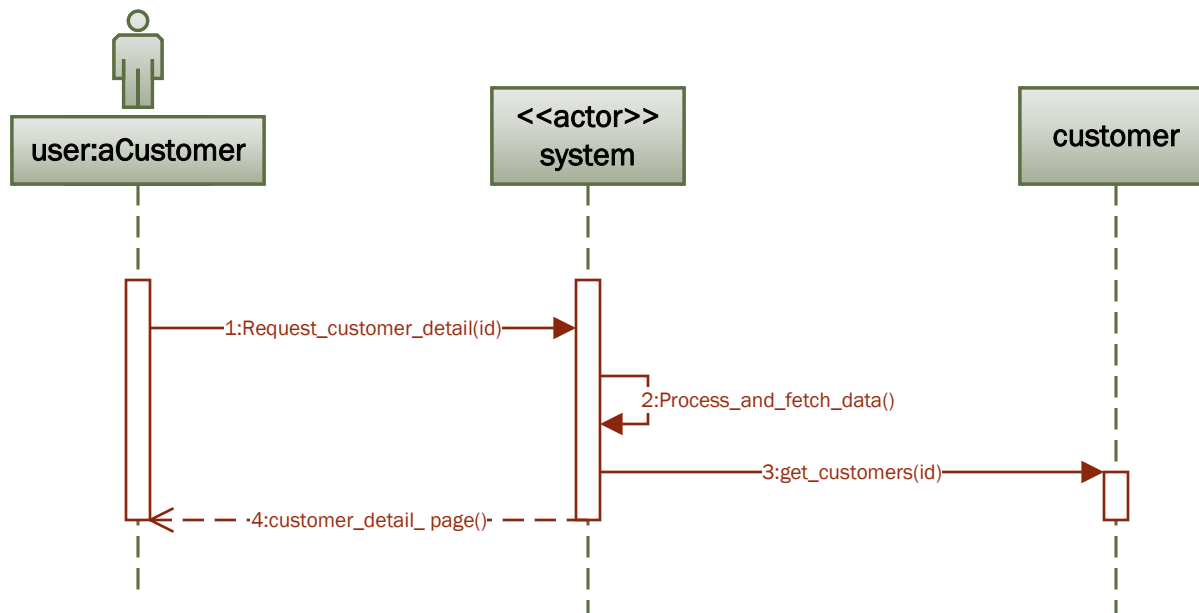 <<actor>>
system
customer
user:aCustomer
1:Request_customer_detail(id)
2:Process_and_fetch_data()
3:get_customers(id)
4:customer_detail_ page()